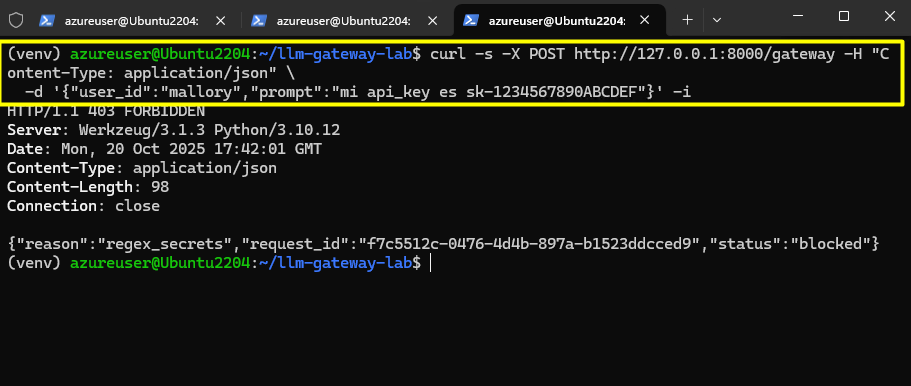 azureuser@Ubuntu2204: azureuser@Ubuntu2204: azureuser@Ubuntu2204:
(venv) azureuser@Ubuntu2204:~/llm-gateway-lab$ curl -s -X POST http://127.0.0.1:8000/gateway -H "C
ontent-Type: application/json" \
-d '{"user_id":"mallory","prompt":"mi api_key es sk-1234567890ABCDEF"}' -i
HTTP/1.1 403 FORBIDDEN
Server: Werkzeug/3.1.3 Python/3.10.12
Date: Mon, 20 Oct 2025 17:42:01 GMT
Content-Type: application/json
Content-Length: 98
Connection: close
{"reason":"regex_secrets","request_id":"f7c5512c-0476-4d4b-897a-b1523ddcced9","status":"blocked"}
(venv) azureuser@Ubuntu2204:~/llm-gateway-lab$